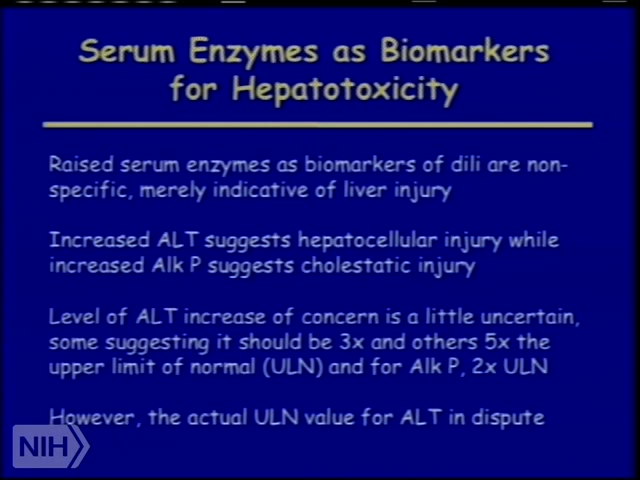 Serum Enzymes as Biomarkers
for Hepatotoxicity
Raised serum enzymes as biomarkers of dili are non-
specific, merely indicative of liver injury
Increased ALT suggests hepatocellular injury while
increased Alk P suggests cholestatic injury
Level of ALT increase of concern is a little uncertain,
some suggesting it should be 3x and others 5x the
upper limit of normal (ULN) and for Alk P, 2x ULN
However, the actual ULN value for ALT in dispute
NIH